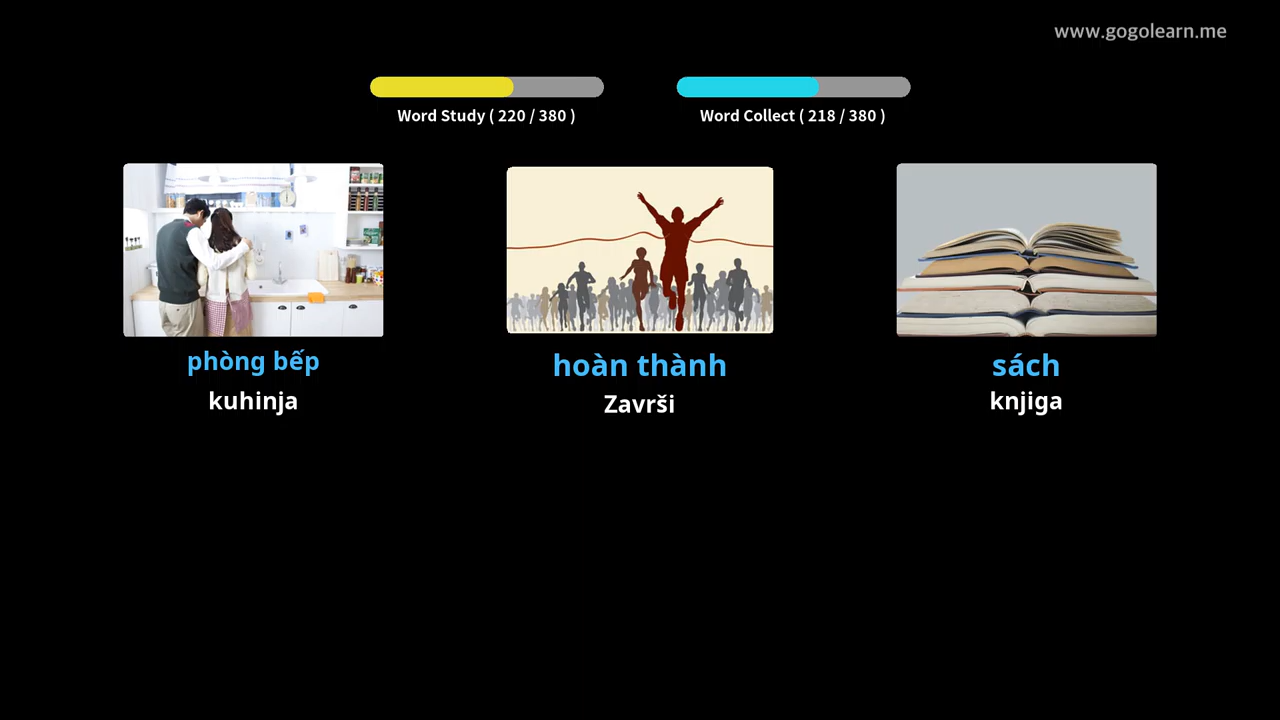 www.gogolearn.me
Word Study ( 220 / 380 )
Word Collect ( 218 / 380 )
phòng bếp
kuhinja
hoàn thành
Završi
sách
knjiga